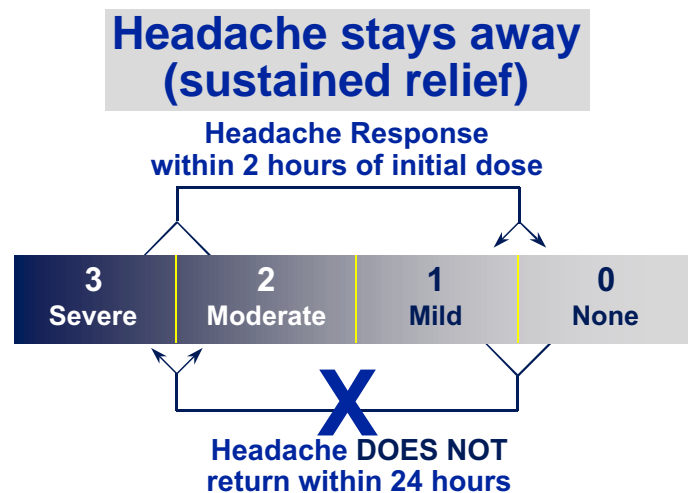 Headache stays away
(sustained relief)
Headache Response
within 2 hours of initial dose
3 2 1 0
Severe Moderate Mild None
X
Headache DOES NOT
return within 24 hours